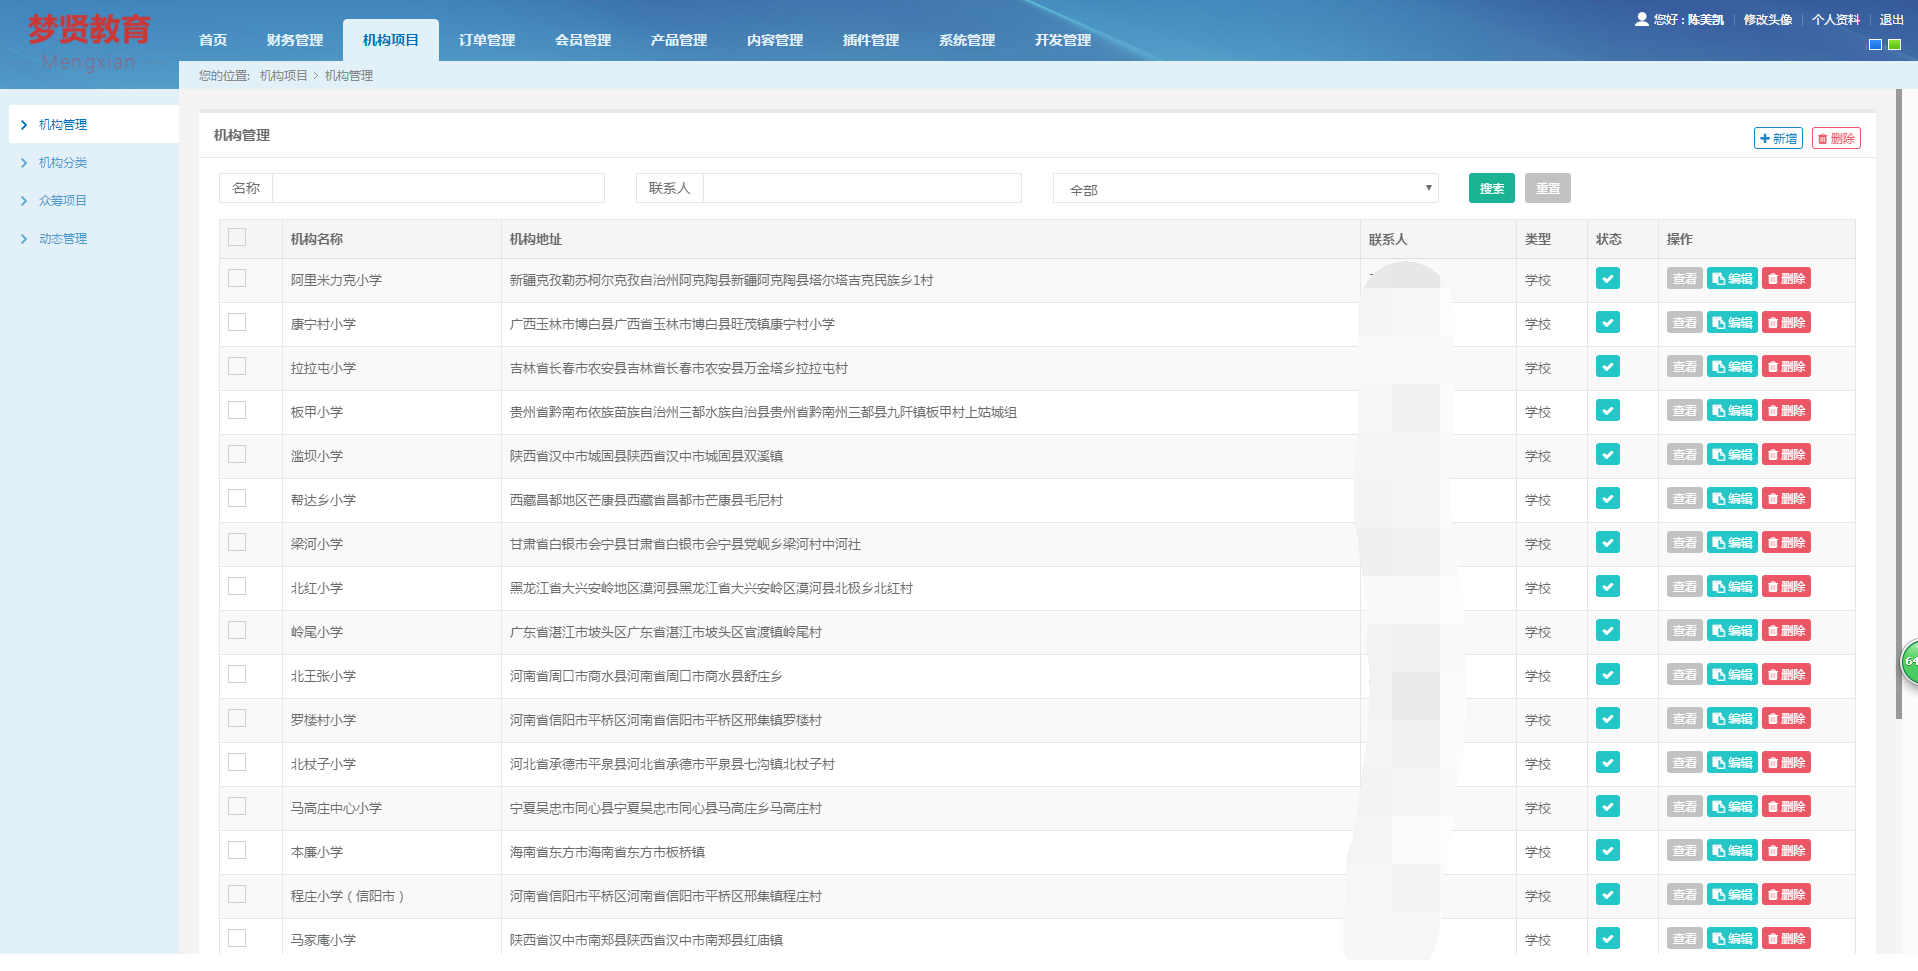 梦贤教育
Mengxian
首页 财务管理 机构项目 订单管理 会员管理 产品管理 内容管理 插件管理 系统管理 开发管理
您好 : 陈美凯 修改头像 个人资料 退出
您的位置: 机构项目 > 机构管理
机构管理
机构分类
众筹项目
动态管理
机构管理
新增 删除
名称 联系人 全部 搜索 重置
机构名称 机构地址 联系人 类型 状态 操作
阿里米力克小学 新疆克孜勒苏柯尔克孜自治州阿克陶县新疆阿克陶县塔尔塔吉克民族乡1村 学校 查看 编辑 删除
康宁村小学 广西玉林市博白县广西省玉林市博白县旺茂镇康宁村小学 学校 查看 编辑 删除
拉拉屯小学 吉林省长春市农安县吉林省长春市农安县万金塔乡拉拉屯村 学校 查看 编辑 删除
板甲小学 贵州省黔南布依族苗族自治州三都水族自治县贵州省黔南州三都县九阡镇板甲村上姑城组 学校 查看 编辑 删除
滥坝小学 陕西省汉中市城固县陕西省汉中市城固县双溪镇 学校 查看 编辑 删除
帮达乡小学 西藏昌都地区芒康县西藏省昌都市芒康县毛尼村 学校 查看 编辑 删除
梁河小学 甘肃省白银市会宁县甘肃省白银市会宁县党岘乡梁河村中河社 学校 查看 编辑 删除
北红小学 黑龙江省大兴安岭地区漠河县黑龙江省大兴安岭区漠河县北极乡北红村 学校 查看 编辑 删除
岭尾小学 广东省湛江市坡头区广东省湛江市坡头区官渡镇岭尾村 学校 查看 编辑 删除
北王张小学 河南省周口市商水县河南省周口市商水县舒庄乡 学校 查看 编辑 删除
罗楼村小学 河南省信阳市平桥区河南省信阳市平桥区邢集镇罗楼村 学校 查看 编辑 删除
北杖子小学 河北省承德市平泉县河北省承德市平泉县七沟镇北杖子村 学校 查看 编辑 删除
马高庄中心小学 宁夏吴忠市同心县宁夏吴忠市同心县马高庄乡马高庄村 学校 查看 编辑 删除
本廉小学 海南省东方市海南省东方市板桥镇 学校 查看 编辑 删除
程庄小学（信阳市） 河南省信阳市平桥区河南省信阳市平桥区邢集镇程庄村 学校 查看 编辑 删除
马家庵小学 陕西省汉中市南郑县陕西省汉中市南郑县红庙镇 学校 查看 编辑 删除
64